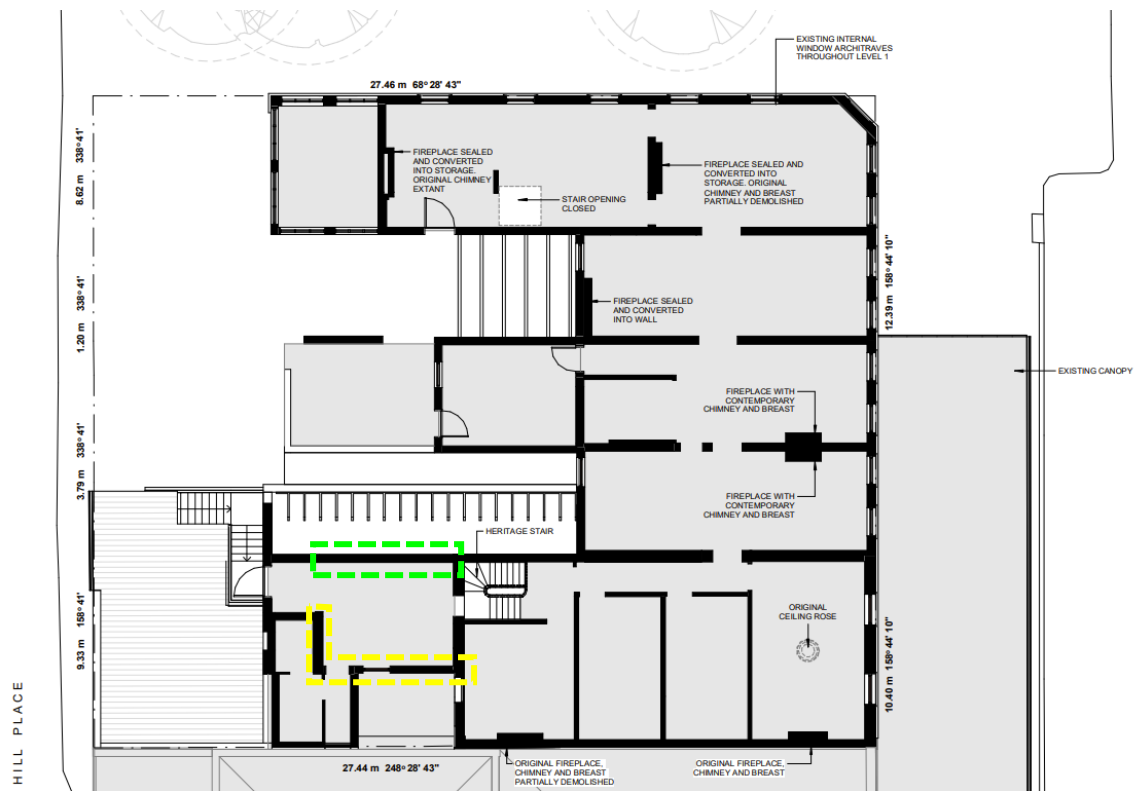 EXISTING INTERNAL
WINDOW ARCHITRAVES
THROUGHOUT LEVEL 1
27.46 m 68° 28' 43"
8.62 m 338° 41'
FIREPLACE SEALED
AND CONVERTED
INTO STORAGE.
ORIGINAL CHIMNEY
EXTANT
FIREPLACE SEALED AND
CONVERTED INTO
STORAGE. ORIGINAL
CHIMNEY AND BREAST
PARTIALLY DEMOLISHED
STAIR OPENING
CLOSED
12.39 m 158° 44' 10"
1.20 m 338° 41'
FIREPLACE SEALED
AND CONVERTED
INTO WALL
EXISTING CANOPY
FIREPLACE WITH
CONTEMPORARY
CHIMNEY AND BREAST
3.79 m 338° 41'
FIREPLACE WITH
CONTEMPORARY
CHIMNEY AND BREAST
HERITAGE STAIR
9.33 m 158° 41'
ORIGINAL
CEILING ROSE
10.40 m 158° 44' 10"
HILL PLACE
27.44 m 248° 28' 43"
ORIGINAL FIREPLACE,
CHIMNEY AND BREAST
PARTIALLY DEMOLISHED
ORIGINAL FIREPLACE,
CHIMNEY AND BREAST